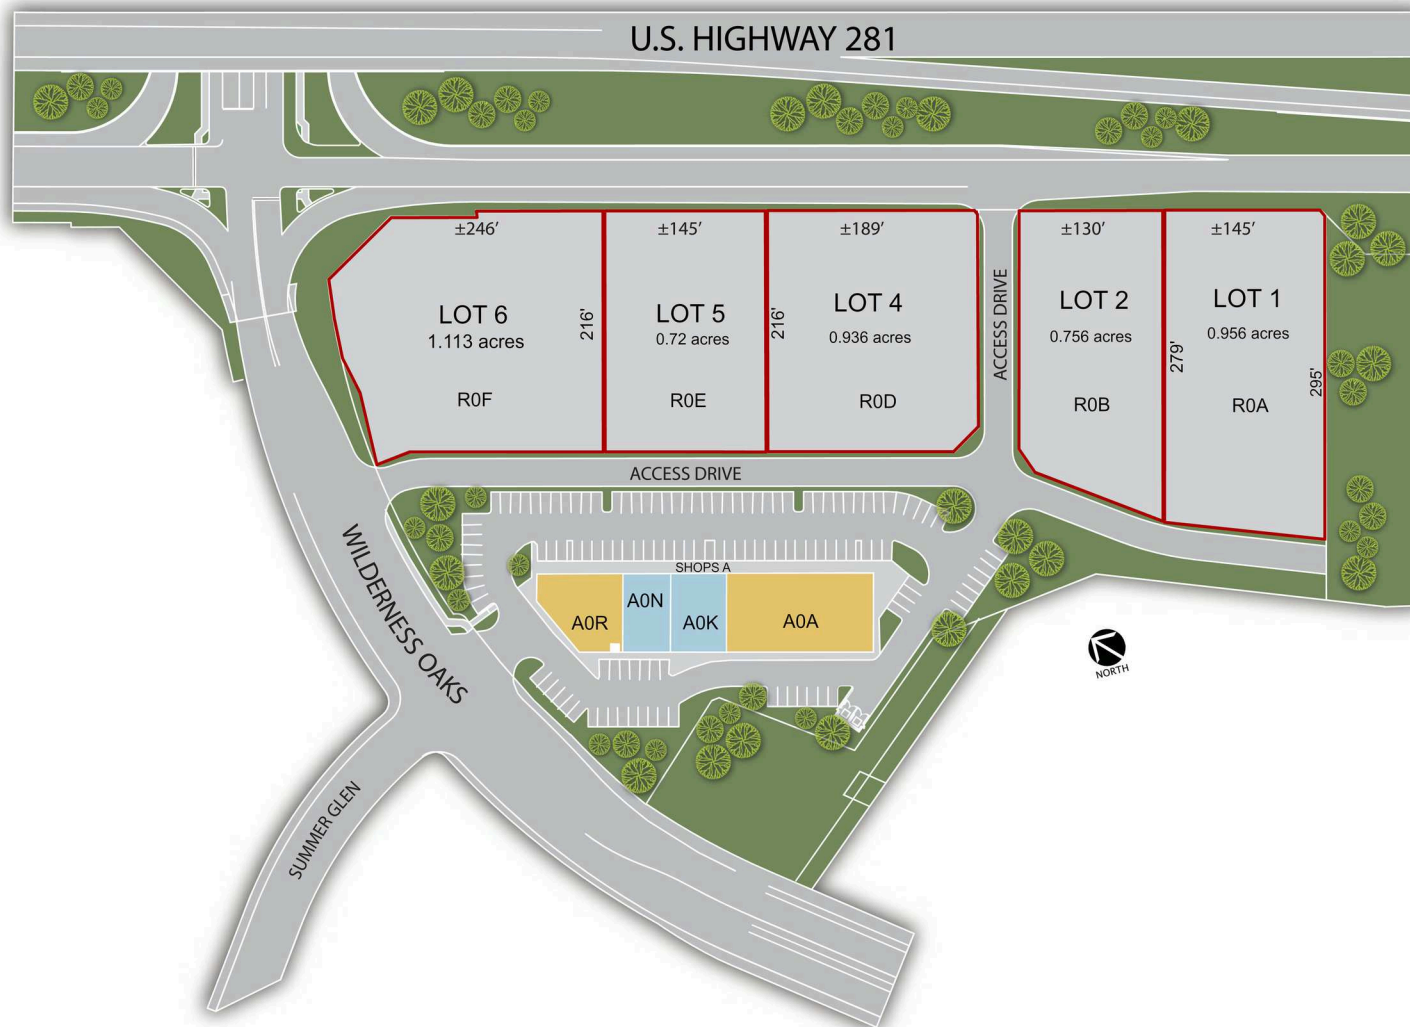 U.S. HIGHWAY 281
±246’
±145’
±189’
±130’
±145’
LOT 6
1.113 acres
216'
R0F
LOT 5
0.72 acres
216'
R0E
LOT 4
0.936 acres
R0D
ACCESS DRIVE
LOT 2
0.756 acres
279'
R0B
LOT 1
0.956 acres
295'
R0A
ACCESS DRIVE
WILDERNESS OAKS
SHOPS A
A0R
A0N
A0K
A0A
NORTH
SUMMER GLEN